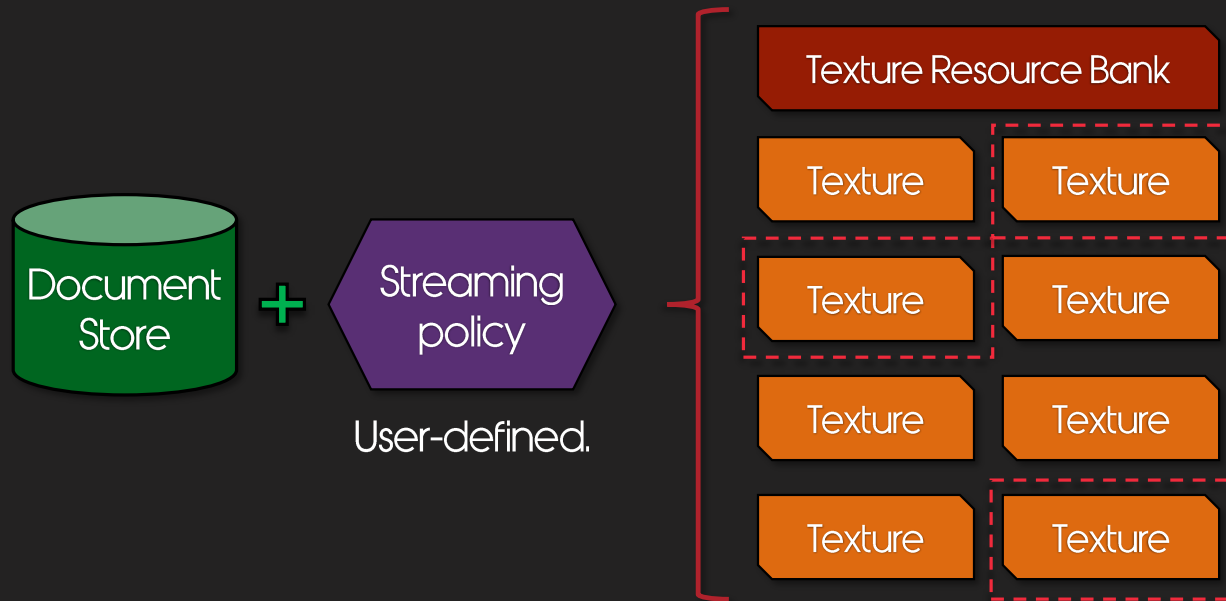 Texture Resource Bank
Texture Texture
Document
Store
+
Streaming
policy
Texture Texture
User-defined.
Texture Texture
Texture Texture